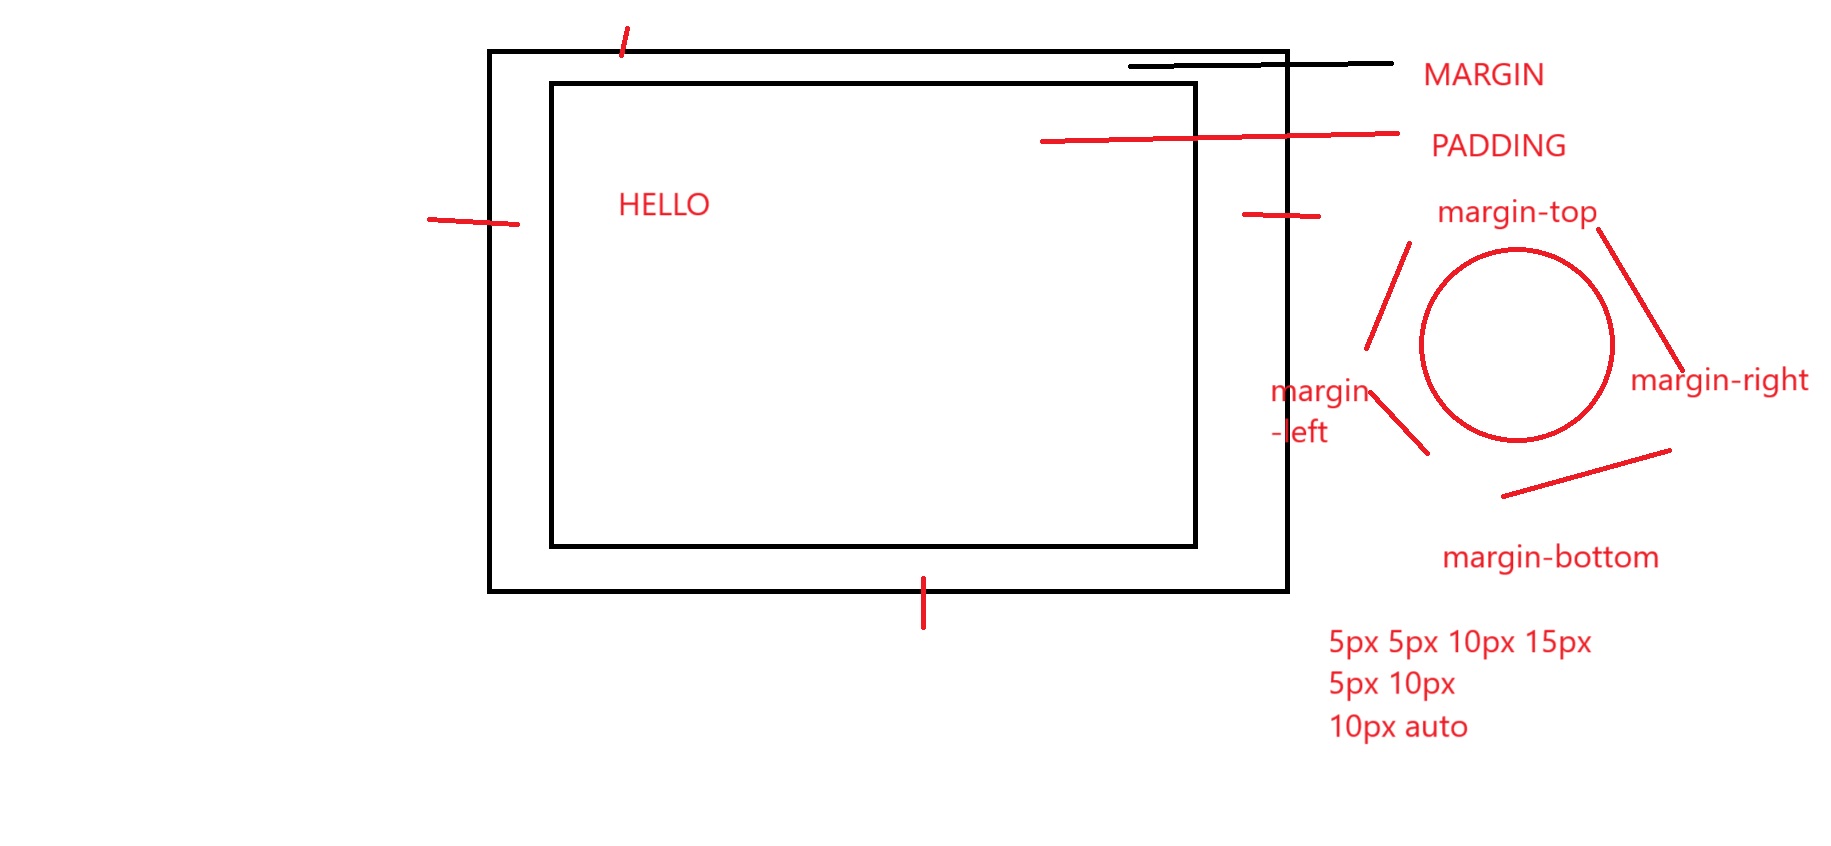 MARGIN
PADDING
HELLO
margin-top
margin-right
margin
-left
margin-bottom
5px 5px 10px 15px
5px 10px
10px auto